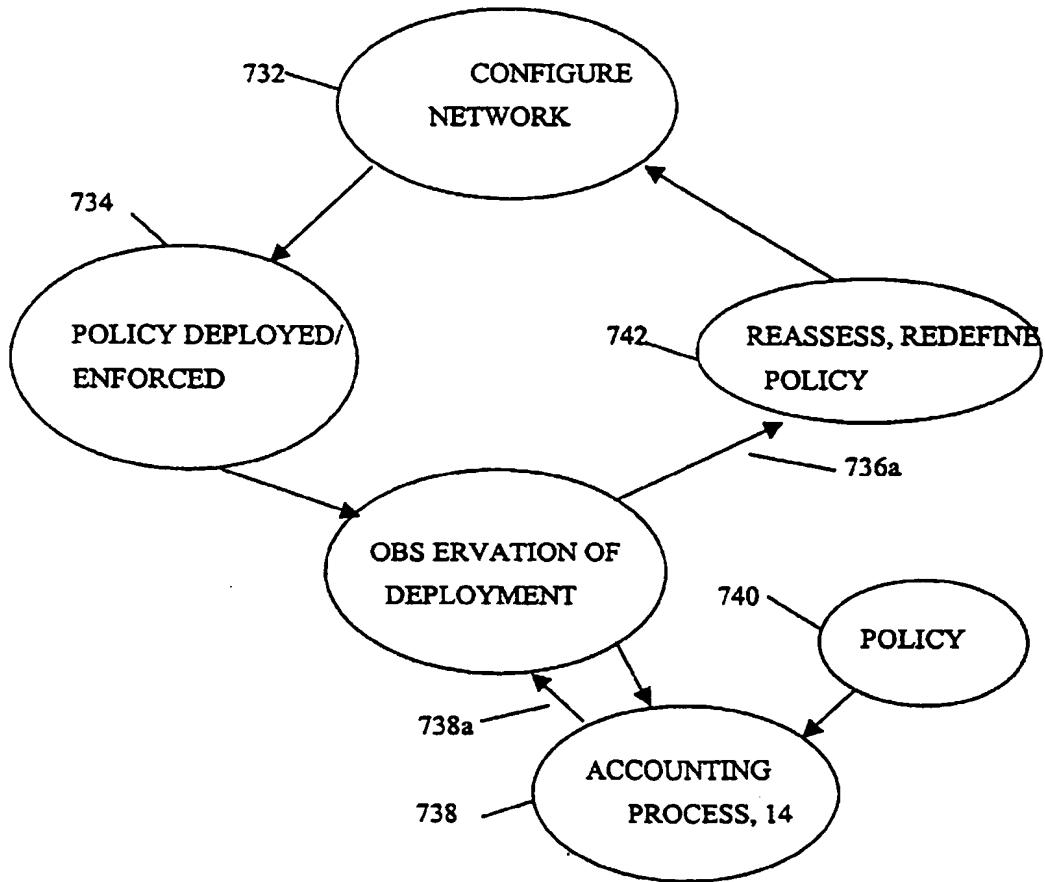 732
CONFIGURE
NETWORK
734
POLICY DEPLOYED/
ENFORCED
742
REASSESS, REDEFINE
POLICY
736a
OBS ERVATION OF
DEPLOYMENT
740
POLICY
738a
ACCOUNTING
PROCESS, 14
738